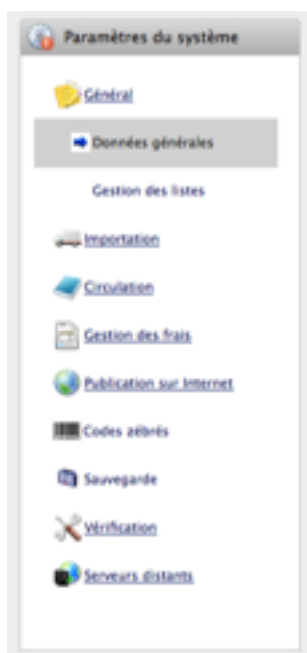 Paramètres du système
Général
Données générales
Gestion des listes
Importation
Circulation
Gestion des frais
Publication sur Internet
Codes zébrés
Sauvegarde
Vérification
Serveurs distants